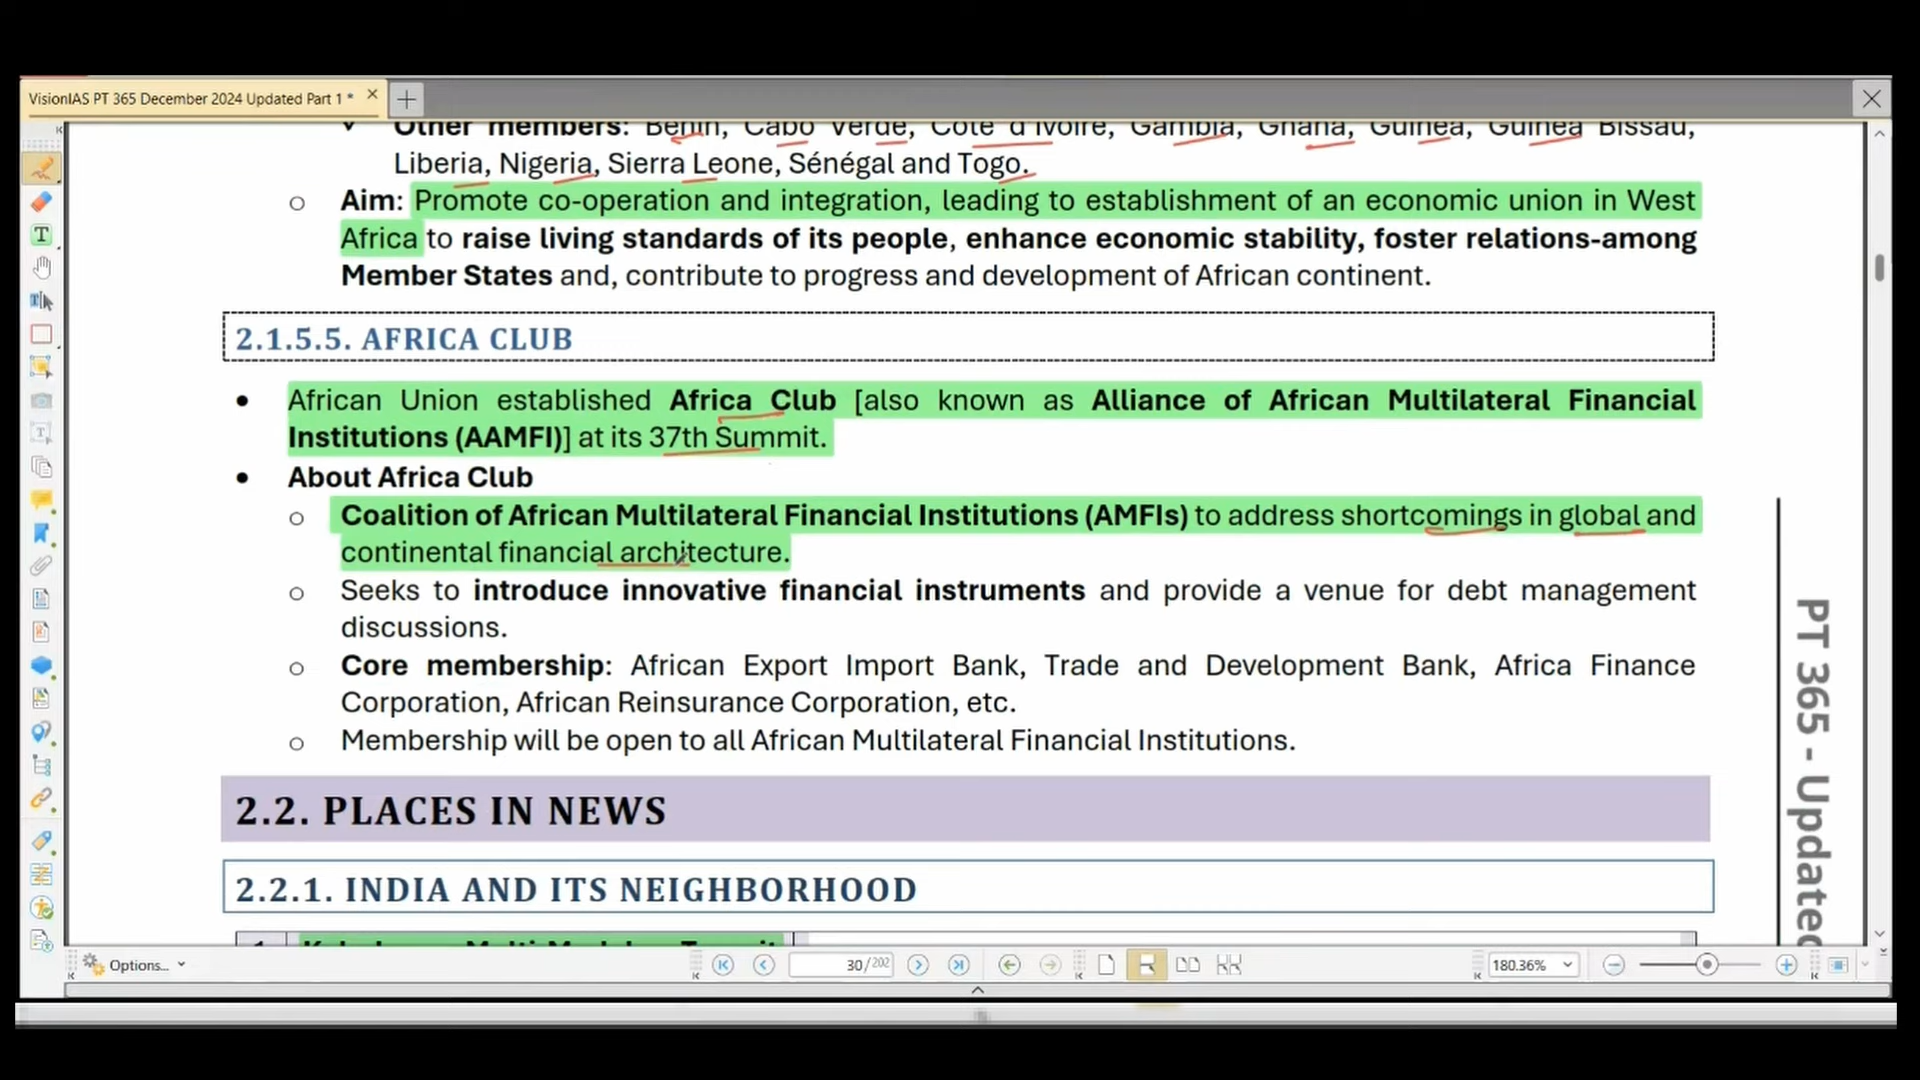 VisionIAS PT 365 December 2024 Updated Part 1 *
Other members: Benin, Cabo Verde, Côte d'Ivoire, Gambia, Ghana, Guinea, Guinea Bissau,
Liberia, Nigeria, Sierra Leone, Sénégal and Togo.
Aim: Promote co-operation and integration, leading to establishment of an economic union in West
Africa to raise living standards of its people, enhance economic stability, foster relations-among
Member States and, contribute to progress and development of African continent.
2.1.5.5. AFRICA CLUB
African Union established Africa Club [also known as Alliance of African Multilateral Financial
Institutions (AAMFI)] at its 37th Summit.
About Africa Club
Coalition of African Multilateral Financial Institutions (AMFIs) to address shortcomings in global and
continental financial architecture.
Seeks to introduce innovative financial instruments and provide a venue for debt management
discussions.
Core membership: African Export Import Bank, Trade and Development Bank, Africa Finance
Corporation, African Reinsurance Corporation, etc.
Membership will be open to all African Multilateral Financial Institutions.
2.2. PLACES IN NEWS
2.2.1. INDIA AND ITS NEIGHBORHOOD
PT 365 - Updated
Options...
30/202
180.36%